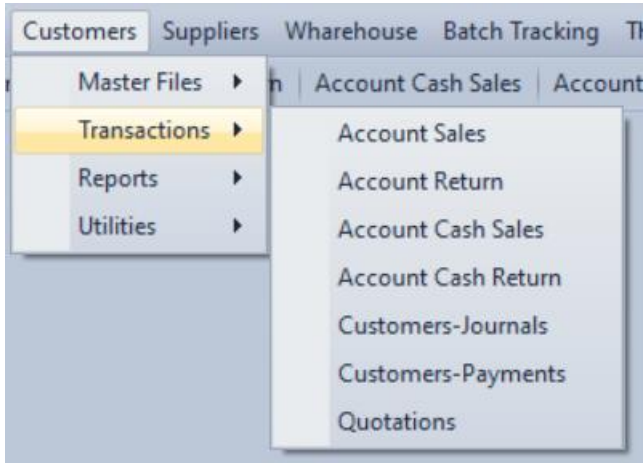 Customers Suppliers Wharehouse Batch Tracking
Account Cash Sales Account
Master Files
Transactions
Reports
Utilities
Account Sales
Account Return
Account Cash Sales
Account Cash Return
Customers-Journals
Customers-Payments
Quotations